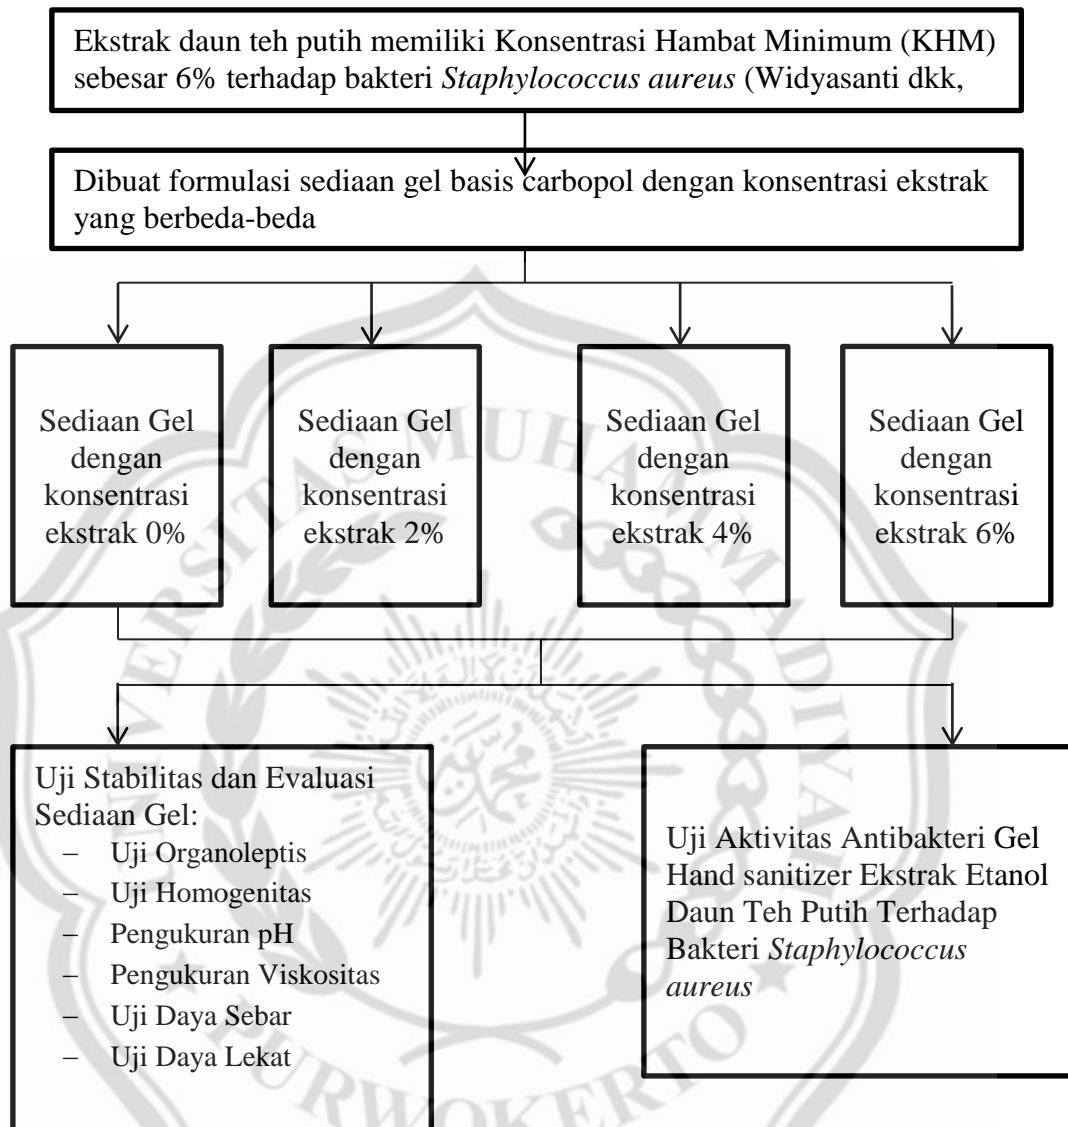 Ekstrak daun teh putih memiliki Konsentrasi Hambat Minimum (KHM)
sebesar 6% terhadap bakteri Staphylococcus aureus (Widyasanti dkk,
Dibuat formulasi sediaan gel basis carbopol dengan konsentrasi ekstrak
yang berbeda-beda
Sediaan Gel
dengan
konsentrasi
ekstrak 0%
Sediaan Gel
dengan
konsentrasi
ekstrak 2%
Sediaan Gel
dengan
konsentrasi
ekstrak 4%
Sediaan Gel
dengan
konsentrasi
ekstrak 6%
Uji Stabilitas dan Evaluasi
Sediaan Gel:
– Uji Organoleptis
– Uji Homogenitas
– Pengukuran pH
– Pengukuran Viskositas
– Uji Daya Sebar
– Uji Daya Lekat
Uji Aktivitas Antibakteri Gel
Hand sanitizer Ekstrak Etanol
Daun Teh Putih Terhadap
Bakteri Staphylococcus
aureus
UNIVERSITAS MUHAMMADIYAH
PURWOKERTO